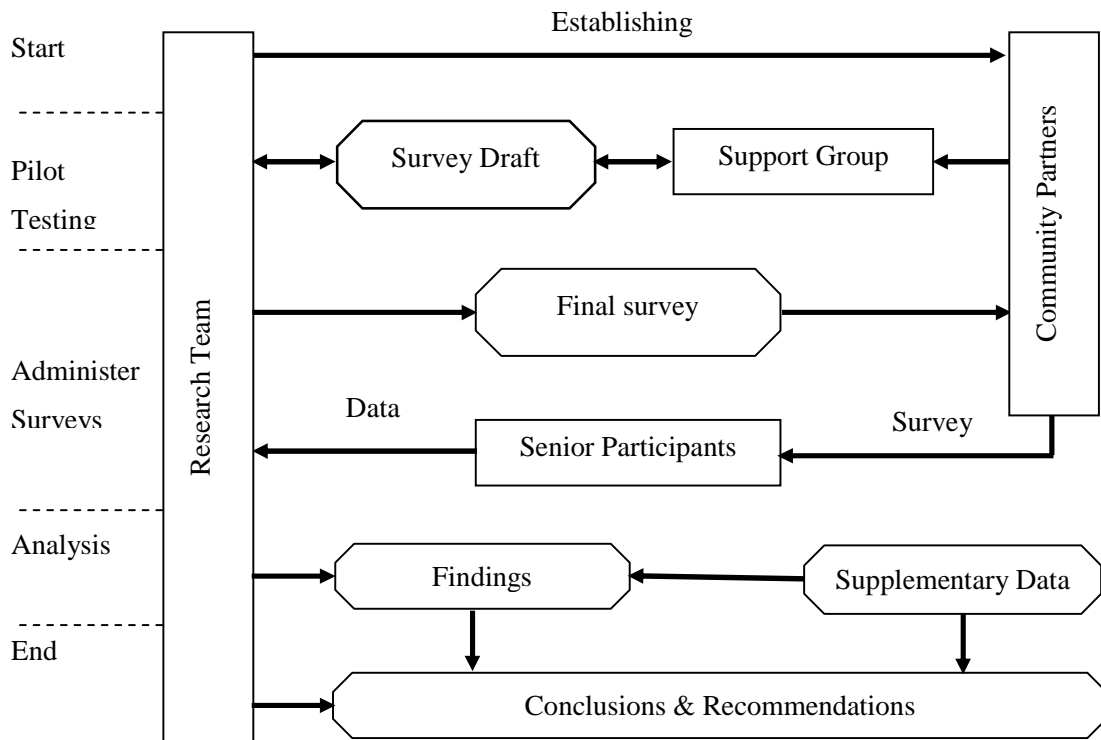 Establishing
Start
Pilot
Testing
Survey Draft
Support Group
Community Partners
Research Team
Final survey
Administer
Surveys
Data
Survey
Senior Participants
Analysis
Findings
Supplementary Data
End
Conclusions & Recommendations